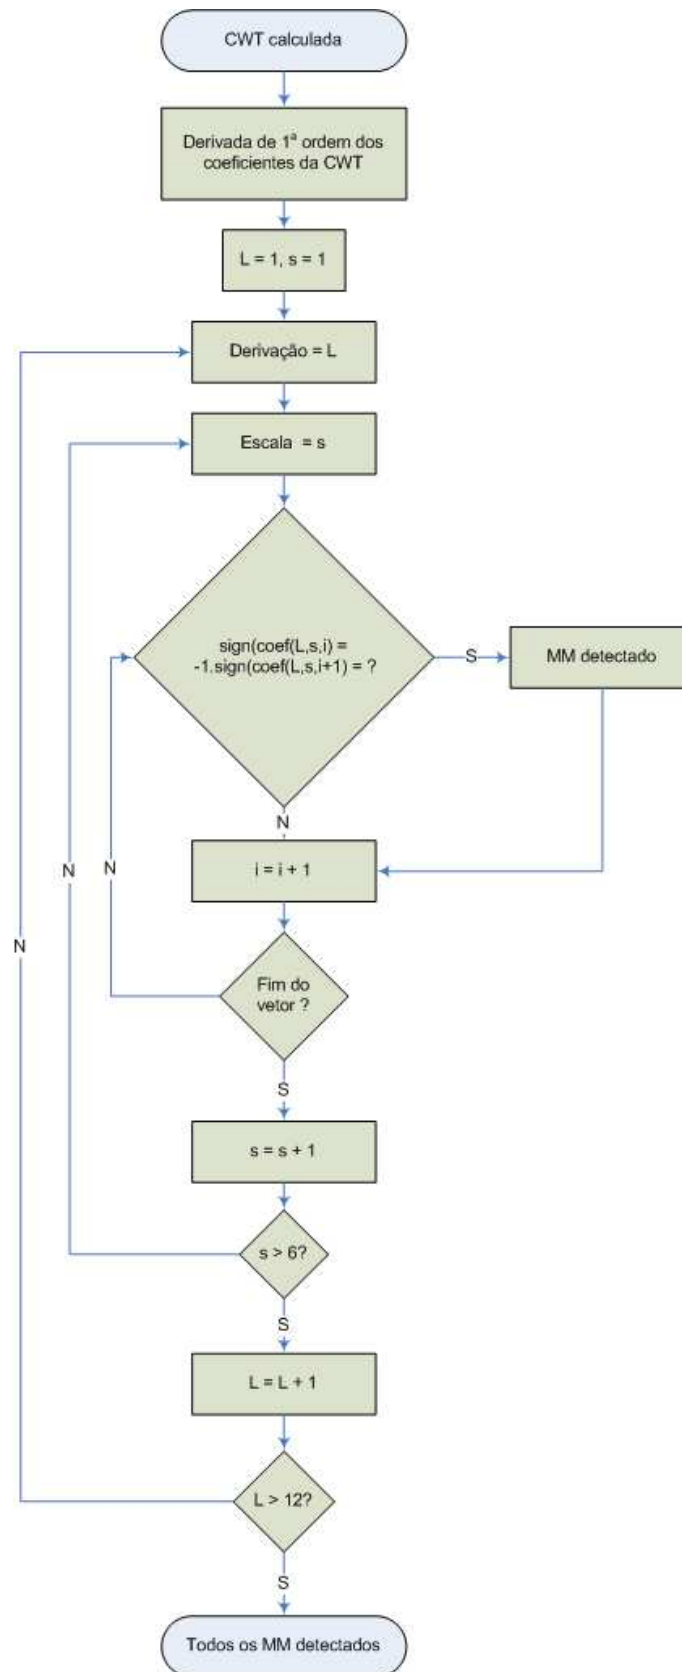 CWT calculada
Derivada de 1ª ordem dos
coeficientes da CWT
L = 1, s = 1
Derivação = L
Escala = s
sign(coef(L,s,i) =
-1.sign(coef(L,s,i+1) = ?
S
MM detectado
N
i = i + 1
N
N
N
Fim do
vetor ?
S
s = s + 1
s > 6?
S
L = L + 1
L > 12?
S
Todos os MM detectados